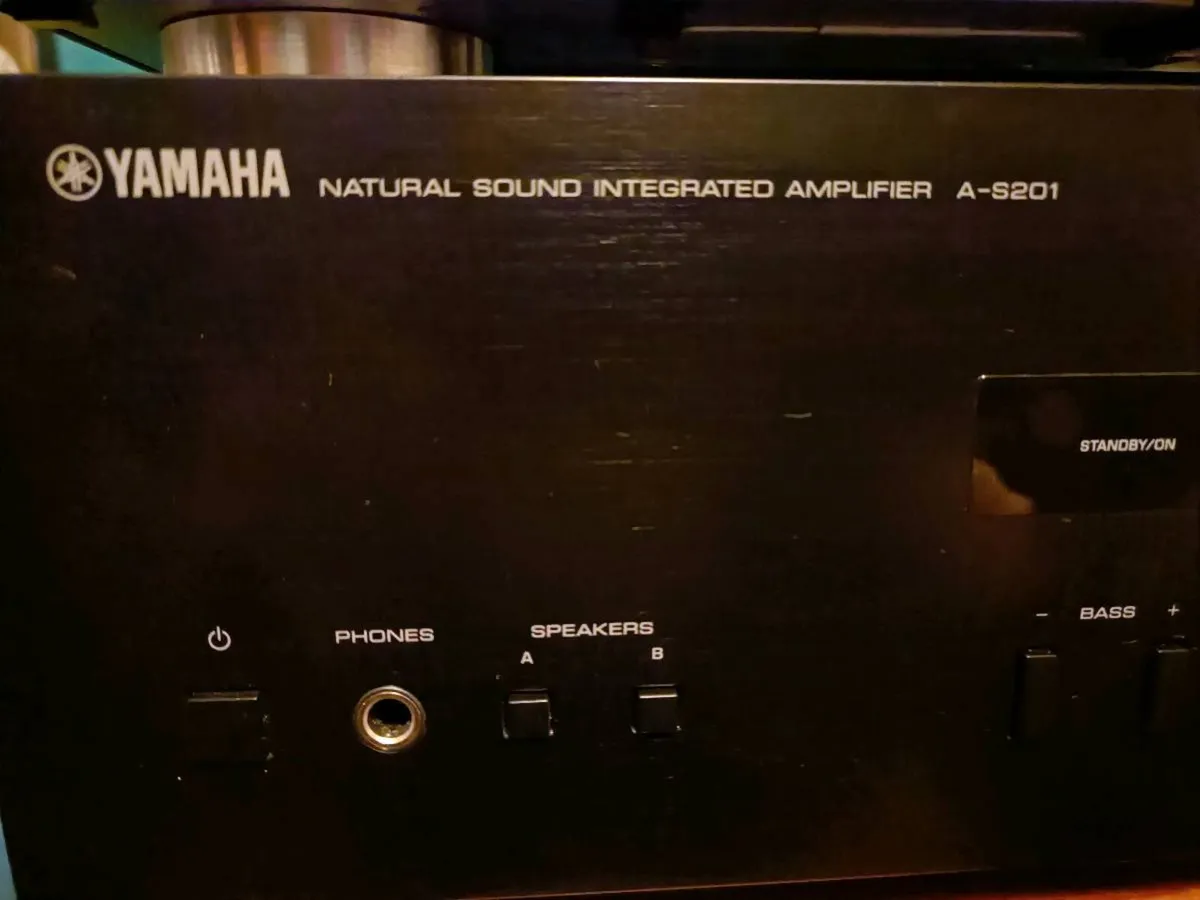 YAMAHA NATURAL SOUND INTEGRATED AMPLIFIER A-S201
STANDBY/ON
- BASS +
PHONES SPEAKERS
A B